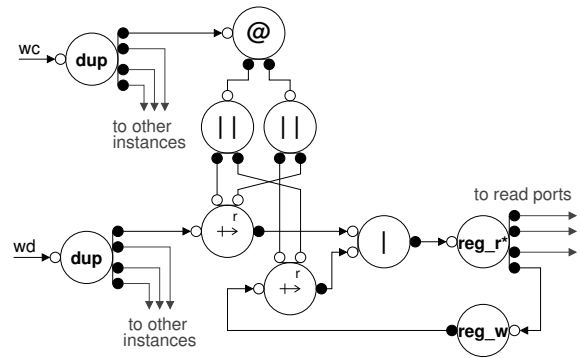 wc
dup
@
to other
instances
| |
| |
r
wd
dup
↦
|
reg_r*
to read ports
r
↦
to other
instances
reg_w